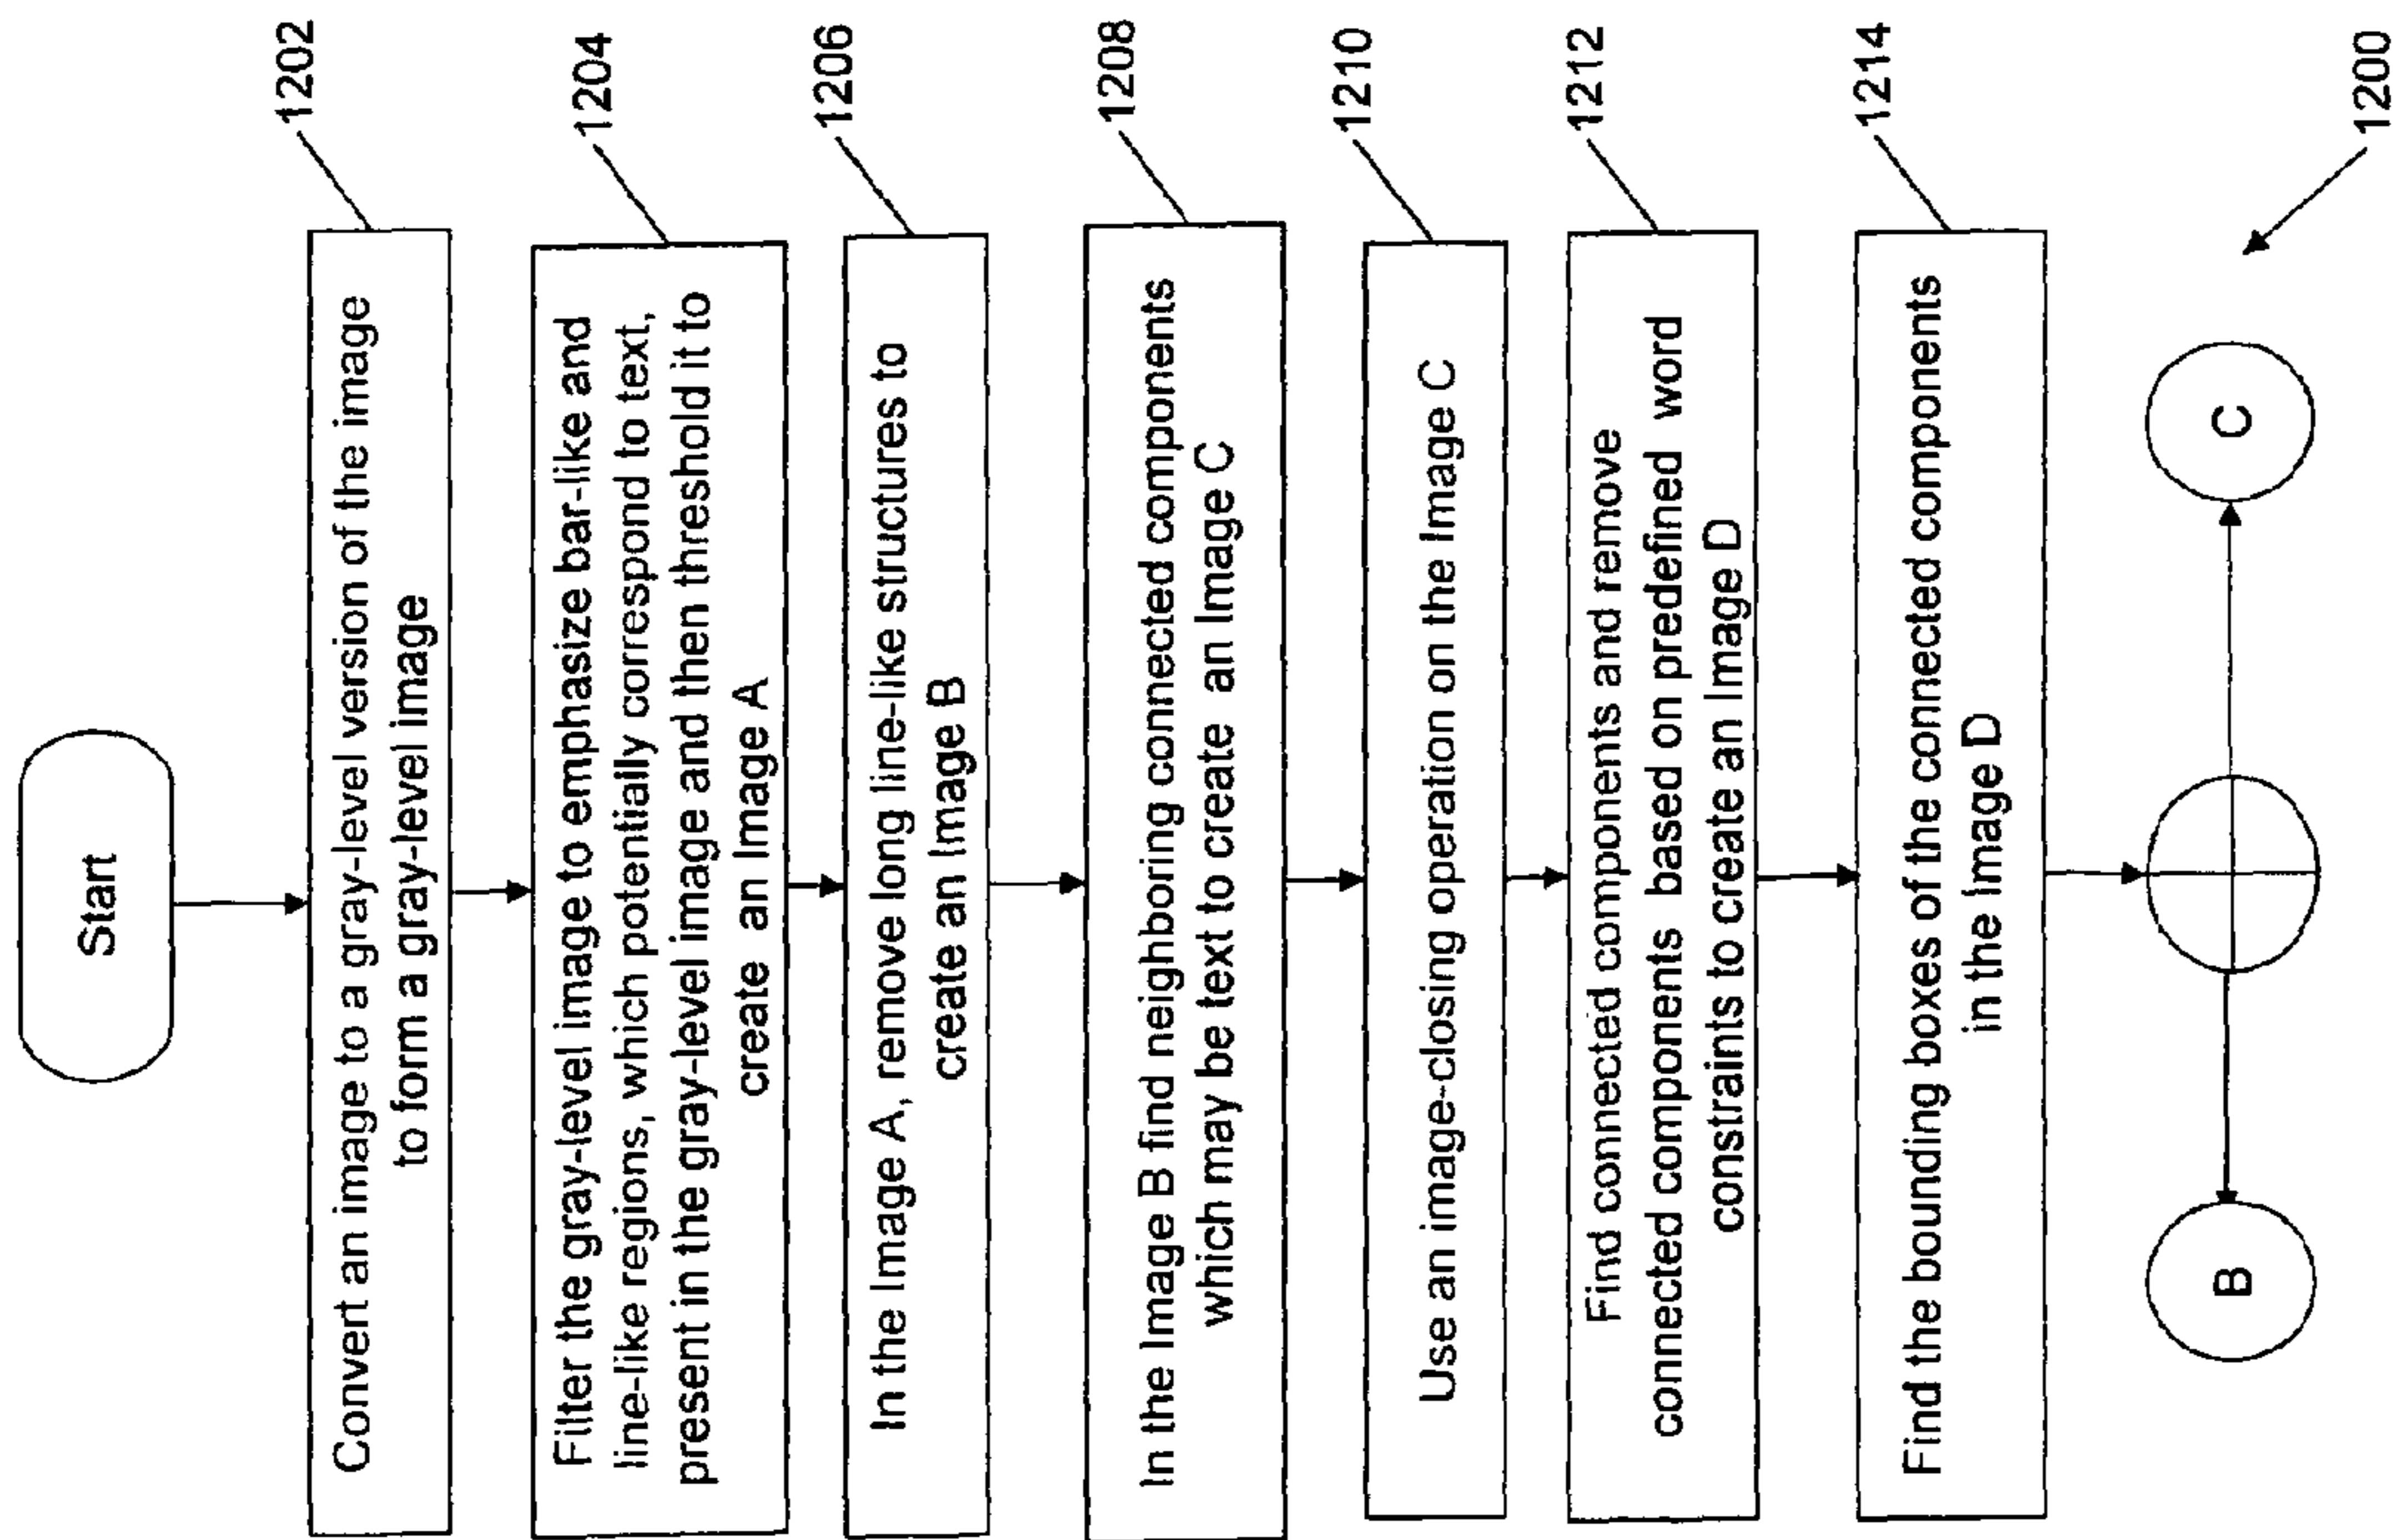 Start
1202
Convert an image to a gray-level version of the image
to form a gray-level image
1204
Filter the gray-level image to emphasize bar-like and
line-like regions, which potentially correspond to text,
present in the gray-level image and then threshold it to
create an Image A
1206
In the Image A, remove long line-like structures to
create an Image B
1208
In the Image B find neighboring connected components
which may be text to create an Image C
1210
Use an image-closing operation on the Image C
1212
Find connected components and remove
connected components based on predefined word
constraints to create an Image D
1214
Find the bounding boxes of the connected components
in the Image D
B
C
1200